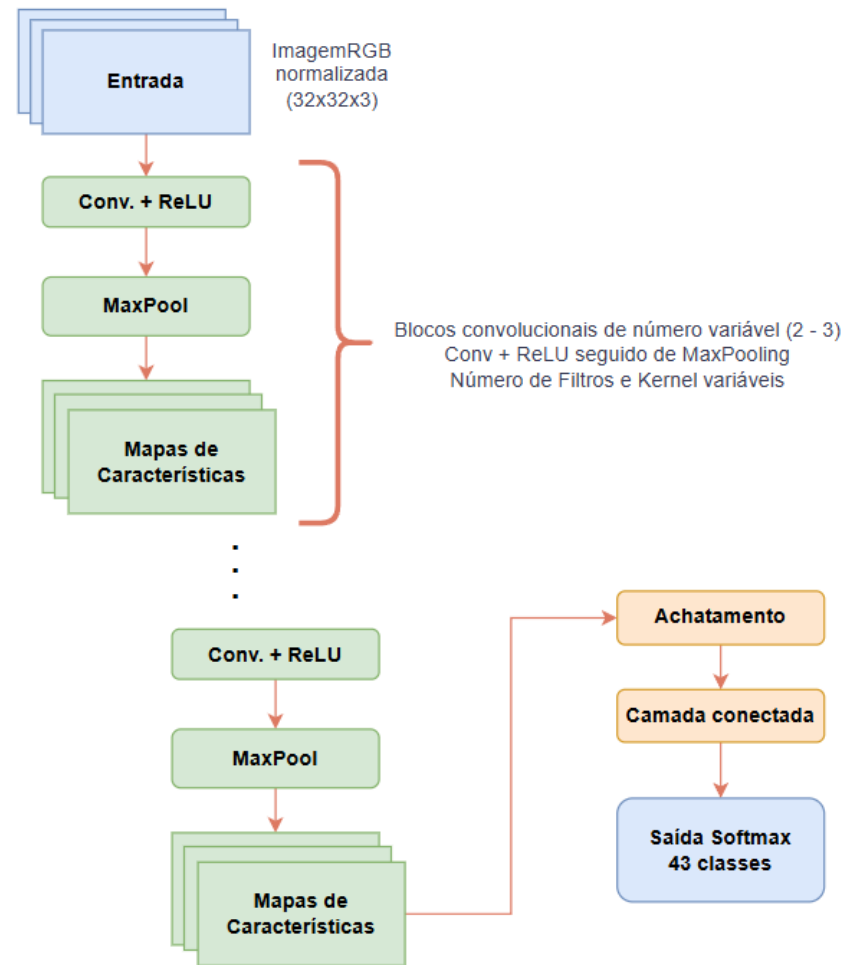 Entrada
ImagemRGB
normalizada
(32x32x3)
Conv. + ReLU
MaxPool
Mapas de
Características
Blocos convolucionais de número variável (2 - 3)
Conv + ReLU seguido de MaxPooling
Número de Filtros e Kernel variáveis
Conv. + ReLU
MaxPool
Mapas de
Características
Achatamento
Camada conectada
Saída Softmax
43 classes